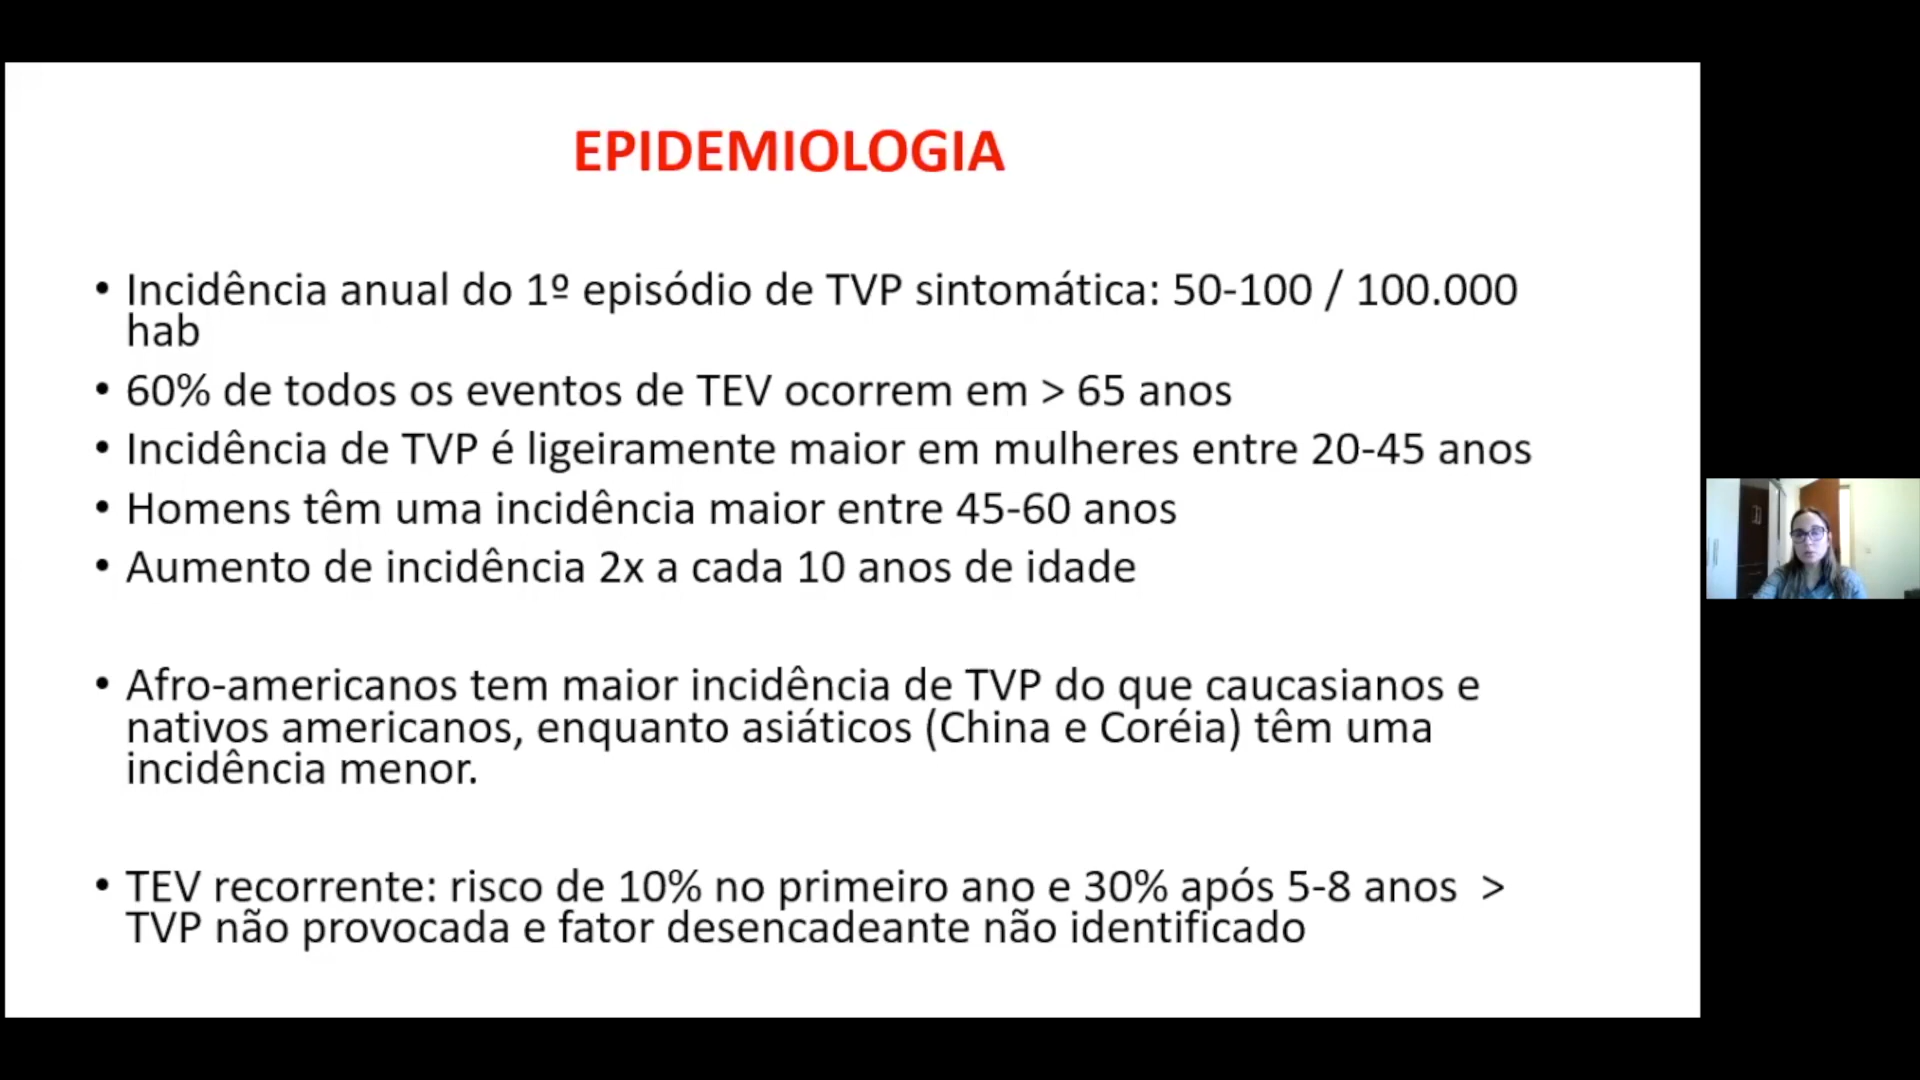 EPIDEMIOLOGIA
• Incidência anual do 1º episódio de TVP sintomática: 50-100 / 100.000
hab
• 60% de todos os eventos de TEV ocorrem em > 65 anos
• Incidência de TVP é ligeiramente maior em mulheres entre 20-45 anos
• Homens têm uma incidência maior entre 45-60 anos
• Aumento de incidência 2x a cada 10 anos de idade
• Afro-americanos tem maior incidência de TVP do que caucasianos e
nativos americanos, enquanto asiáticos (China e Coréia) têm uma
incidência menor.
• TEV recorrente: risco de 10% no primeiro ano e 30% após 5-8 anos >
TVP não provocada e fator desencadeante não identificado